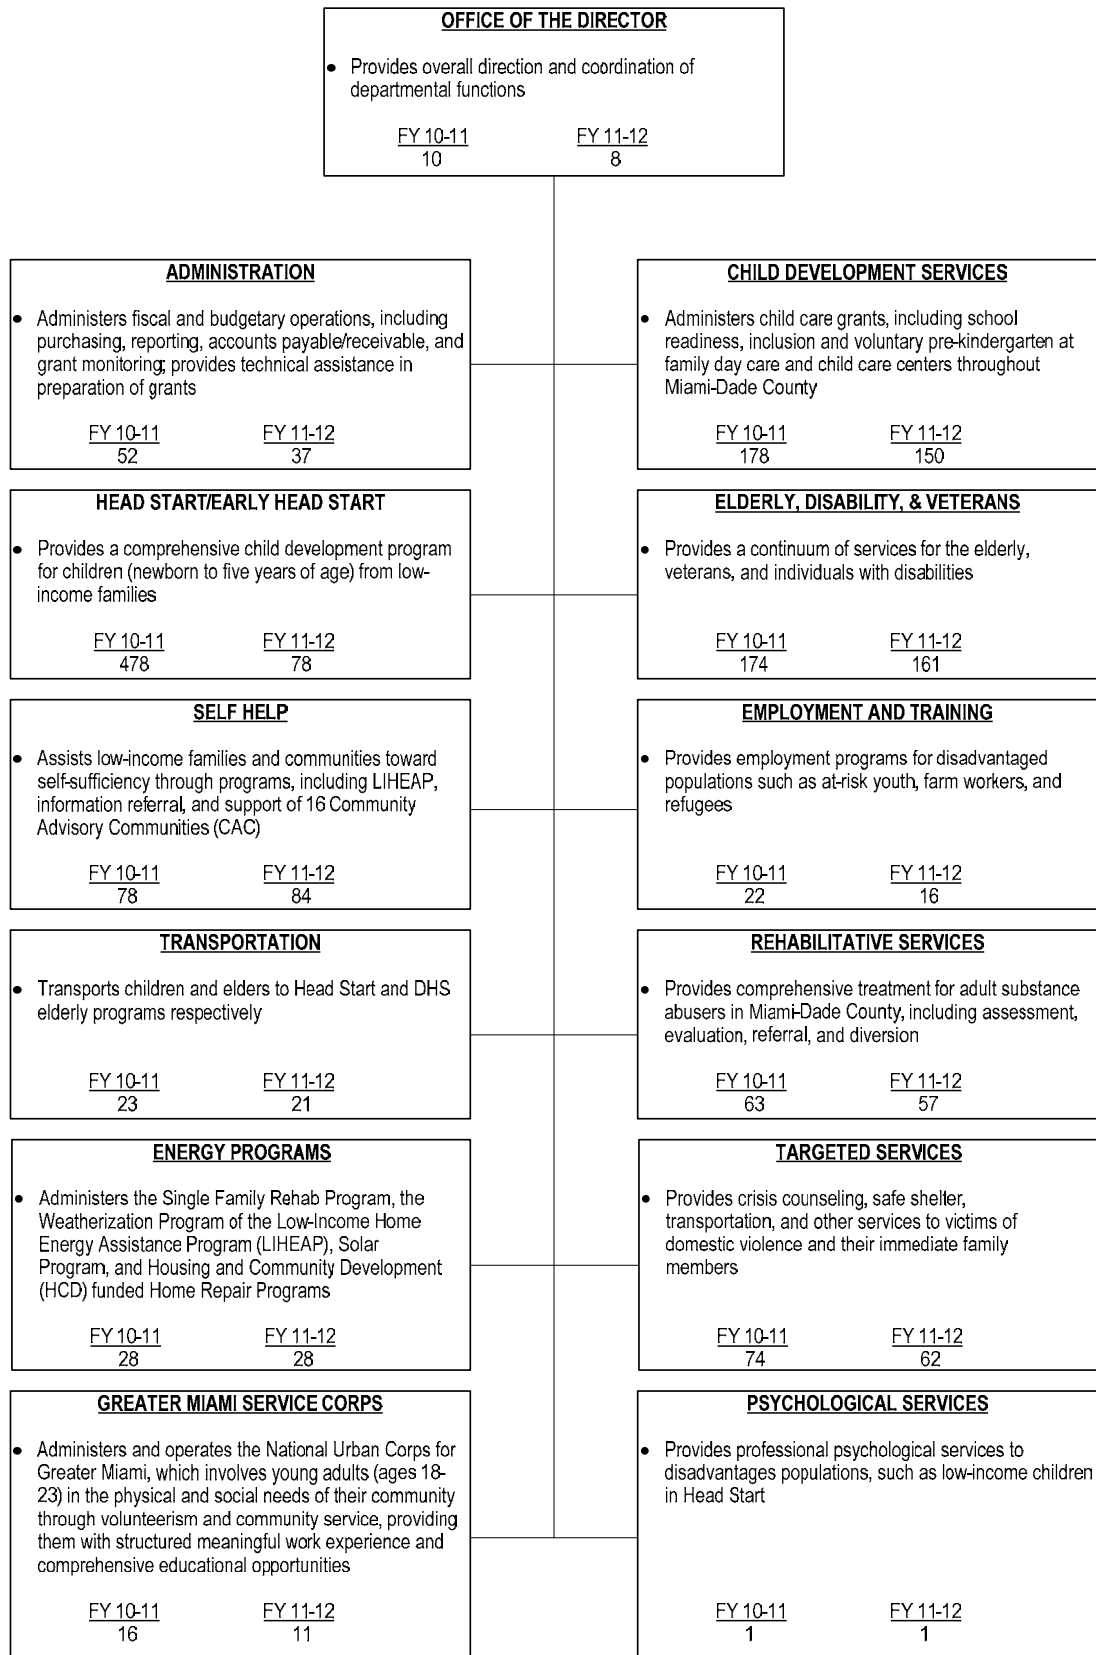 OFFICE OF THE DIRECTOR
• Provides overall direction and coordination of
departmental functions
FY 10-11 FY 11-12
10 8
ADMINISTRATION
• Administers fiscal and budgetary operations, including
purchasing, reporting, accounts payable/receivable, and
grant monitoring; provides technical assistance in
preparation of grants
FY 10-11 FY 11-12
52 37
CHILD DEVELOPMENT SERVICES
• Administers child care grants, including school
readiness, inclusion and voluntary pre-kindergarten at
family day care and child care centers throughout
Miami-Dade County
FY 10-11 FY 11-12
178 150
HEAD START/EARLY HEAD START
• Provides a comprehensive child development program
for children (newborn to five years of age) from low-
income families
FY 10-11 FY 11-12
478 78
ELDERLY, DISABILITY, & VETERANS
• Provides a continuum of services for the elderly,
veterans, and individuals with disabilities
FY 10-11 FY 11-12
174 161
SELF HELP
• Assists low-income families and communities toward
self-sufficiency through programs, including LIHEAP,
information referral, and support of 16 Community
Advisory Communities (CAC)
FY 10-11 FY 11-12
78 84
EMPLOYMENT AND TRAINING
• Provides employment programs for disadvantaged
populations such as at-risk youth, farm workers, and
refugees
FY 10-11 FY 11-12
22 16
TRANSPORTATION
• Transports children and elders to Head Start and DHS
elderly programs respectively
FY 10-11 FY 11-12
23 21
REHABILITATIVE SERVICES
• Provides comprehensive treatment for adult substance
abusers in Miami-Dade County, including assessment,
evaluation, referral, and diversion
FY 10-11 FY 11-12
63 57
ENERGY PROGRAMS
• Administers the Single Family Rehab Program, the
Weatherization Program of the Low-Income Home
Energy Assistance Program (LIHEAP), Solar
Program, and Housing and Community Development
(HCD) funded Home Repair Programs
FY 10-11 FY 11-12
28 28
TARGETED SERVICES
• Provides crisis counseling, safe shelter,
transportation, and other services to victims of
domestic violence and their immediate family
members
FY 10-11 FY 11-12
74 62
GREATER MIAMI SERVICE CORPS
• Administers and operates the National Urban Corps for
Greater Miami, which involves young adults (ages 18-
23) in the physical and social needs of their community
through volunteerism and community service, providing
them with structured meaningful work experience and
comprehensive educational opportunities
FY 10-11 FY 11-12
16 11
PSYCHOLOGICAL SERVICES
• Provides professional psychological services to
disadvantages populations, such as low-income children
in Head Start
FY 10-11 FY 11-12
1 1